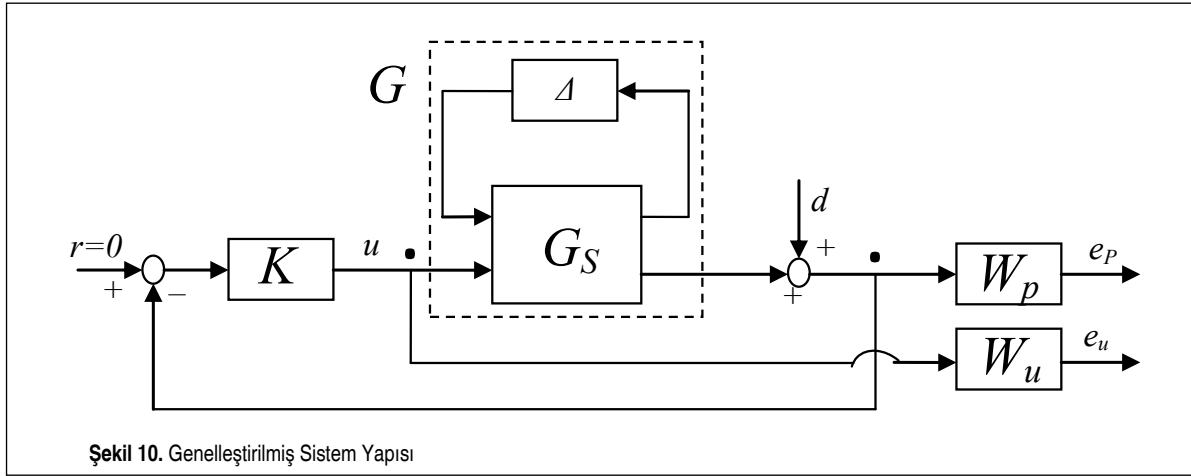 G
Δ
d
r=0
u
+
K
G_S
W_p
e_P
+
−
+
W_u
e_u
Şekil 10. Genelleştirilmiş Sistem Yapısı